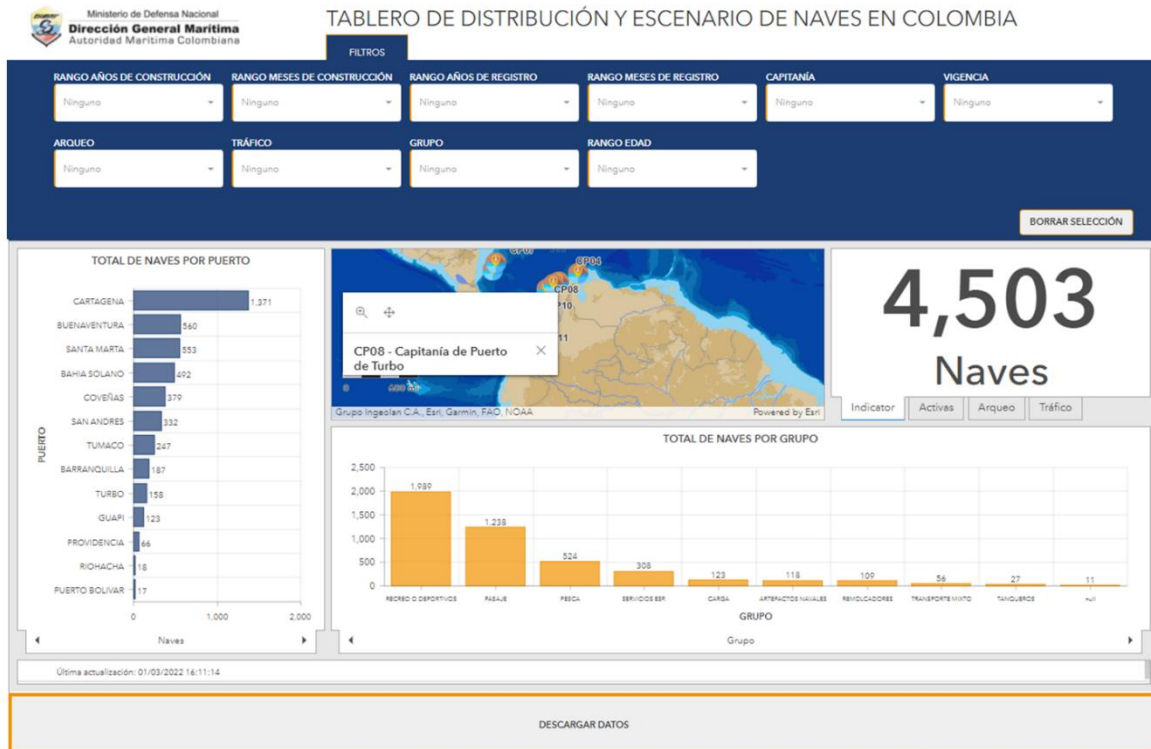 Ministerio de Defensa Nacional
Dirección General Marítima
Autoridad Marítima Colombiana
TABLERO DE DISTRIBUCIÓN Y ESCENARIO DE NAVES EN COLOMBIA
FILTROS
RANGO AÑOS DE CONSTRUCCIÓN
Ninguno
RANGO MESES DE CONSTRUCCIÓN
Ninguno
RANGO AÑOS DE REGISTRO
Ninguno
RANGO MESES DE REGISTRO
Ninguno
CAPITANÍA
Ninguno
VIGENCIA
Ninguno
ARQUEO
Ninguno
TRÁFICO
Ninguno
GRUPO
Ninguno
RANGO EDAD
Ninguno
BORRAR SELECCIÓN
TOTAL DE NAVES POR PUERTO
PUERTO
CARTAGENA 1,371
BUENAVENTURA 560
SANTA MARTA 553
BAHIA SOLANO 492
COVEÑAS 379
SAN ANDRES 332
TUMACO 247
BARRANQUILLA 187
TURBO 158
GUAPI 123
PROVIDENCIA 66
RIOHACHA 18
PUERTO BOLIVAR 17
0 1,000 2,000
Naves
CP07
CP04
CP08
P10
11
CP08 - Capitanía de Puerto
de Turbo
0
Grupo Ingeolan C.A., Esri, Garmin, FAO, NOAA
Powered by Esri
4,503
Naves
Indicator Activas Arqueo Tráfico
TOTAL DE NAVES POR GRUPO
2,500
2,000
1,500
1,000
500
0
1,989
1,238
524
308
123
118
109
56
27
11
RECREO O DEPORTIVOS PASAJE PESCA SERVICIOS ESP. CARGA ARTEFACTOS NAVALES REMOLCADORES TRANSPORTE MIXTO TANQUEROS null
GRUPO
Grupo
Última actualización: 01/03/2022 16:11:14
DESCARGAR DATOS